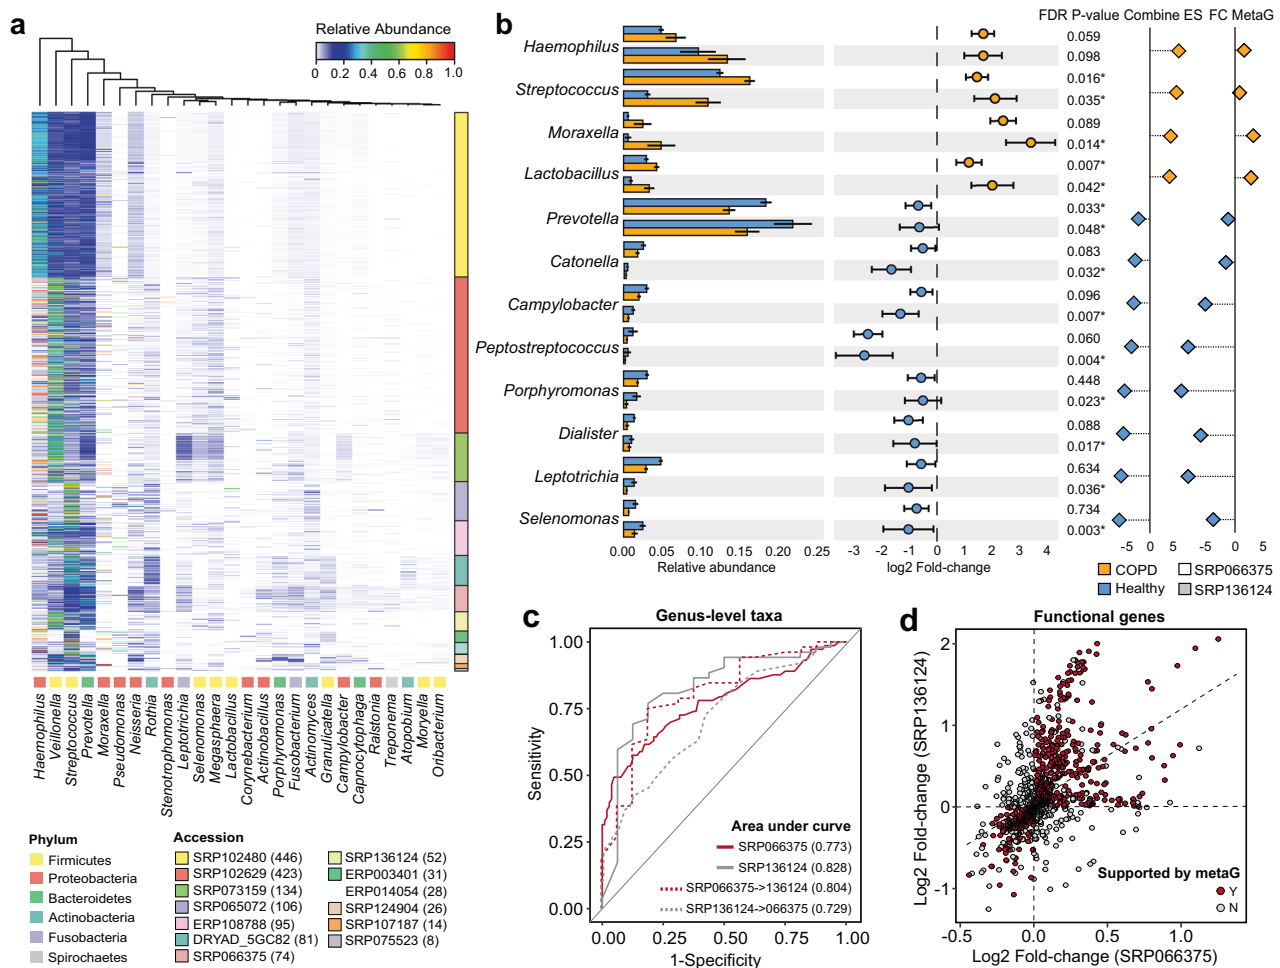 a
Relative Abundance
0 0.2 0.4 0.6 0.8 1.0
Haemophilus
Veillonella
Streptococcus
Prevotella
Moraxella
Pseudomonas
Neisseria
Rothia
Stenotrophomonas
Leptotrichia
Selenomonas
Megasphaera
Lactobacillus
Corynebacterium
Actinobacillus
Porphyromonas
Fusobacterium
Actinomyces
Granulicatella
Campylobacter
Capnocytophaga
Ralstonia
Treponema
Atopobium
Moryella
Oribacterium
Phylum
Firmicutes
Proteobacteria
Bacteroidetes
Actinobacteria
Fusobacteria
Spirochaetes
Accession
SRP102480 (446)
SRP102629 (423)
SRP073159 (134)
SRP065072 (106)
ERP108788 (95)
DRYAD_5GC82 (81)
SRP066375 (74)
SRP136124 (52)
ERP003401 (31)
ERP014054 (28)
SRP124904 (26)
SRP107187 (14)
SRP075523 (8)
b
FDR P-value Combine ES FC MetaG
Haemophilus
Streptococcus
Moraxella
Lactobacillus
Prevotella
Catonella
Campylobacter
Peptostreptococcus
Porphyromonas
Dialister
Leptotrichia
Selenomonas
0.059
0.098
0.016*
0.035*
0.089
0.014*
0.007*
0.042*
0.033*
0.048*
0.083
0.032*
0.096
0.007*
0.060
0.004*
0.448
0.023*
0.088
0.017*
0.634
0.036*
0.734
0.003*
0.00 0.05 0.10 0.15 0.20 0.25
Relative abundance
-3 -2 -1 0 1 2 3 4
log2 Fold-change
-5 0 5
-5 0 5
COPD
Healthy
SRP066375
SRP136124
c
Genus-level taxa
1.00
0.75
0.50
0.25
0.00
Sensitivity
0.00 0.25 0.50 0.75 1.00
1-Specificity
Area under curve
SRP066375 (0.773)
SRP136124 (0.828)
SRP066375->136124 (0.804)
SRP136124->066375 (0.729)
d
Functional genes
2
1
0
-1
Log2 Fold-change (SRP136124)
-0.5 0.0 0.5 1.0
Log2 Fold-change (SRP066375)
Supported by metaG
Y
N